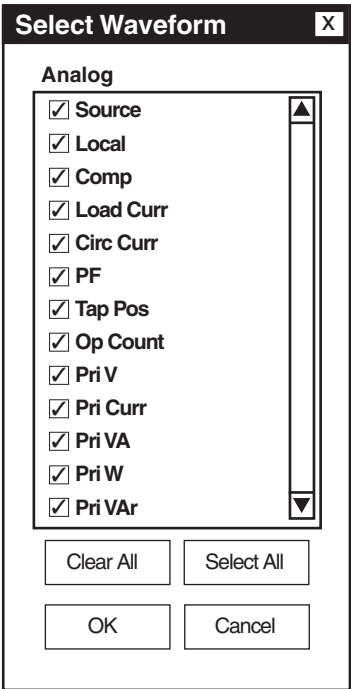 Select Waveform X
Analog
Source
Local
Comp
Load Curr
Circ Curr
PF
Tap Pos
Op Count
Pri V
Pri Curr
Pri VA
Pri W
Pri VAr
Clear All Select All
OK Cancel